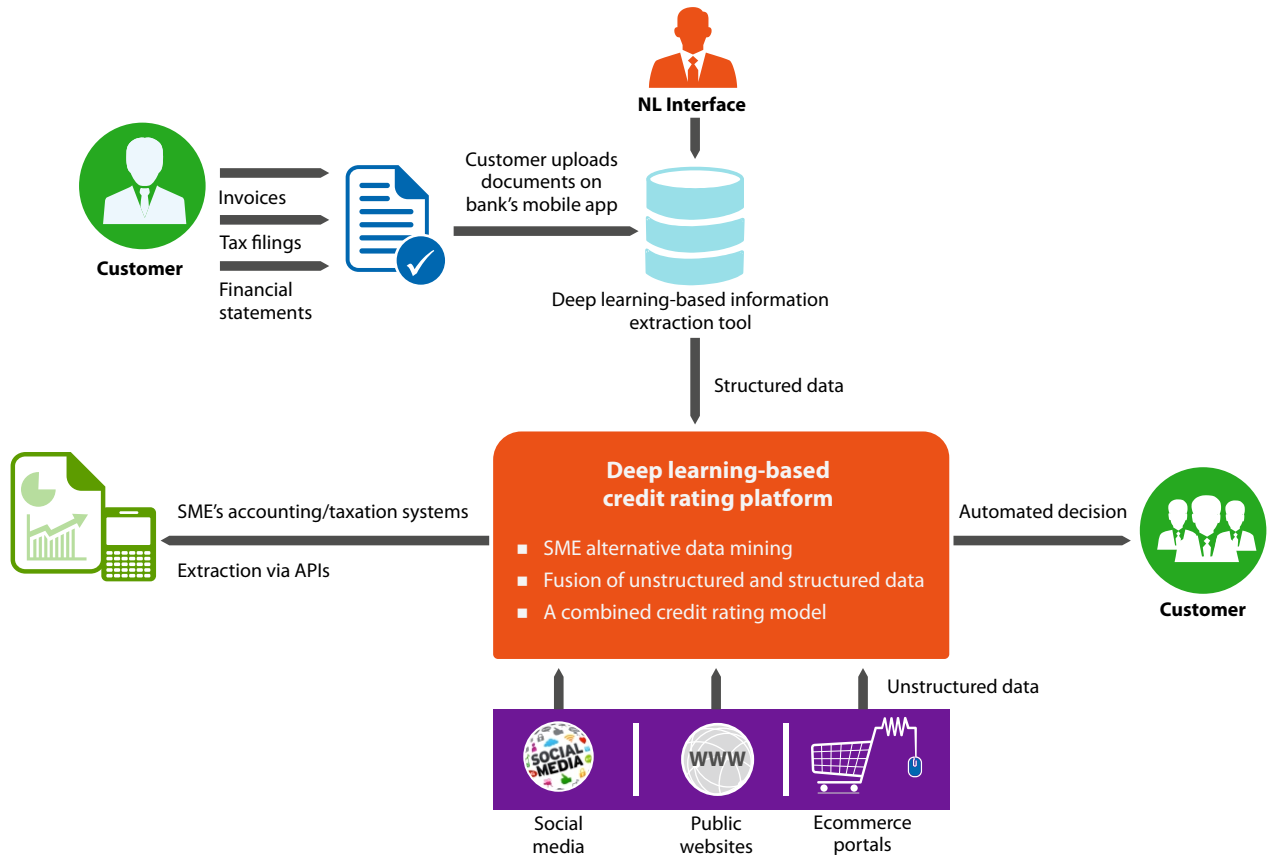 NL Interface
Customer uploads
documents on
bank's mobile app
Invoices
Tax filings
Financial
statements
Customer
Deep learning-based information
extraction tool
Structured data
Deep learning-based
credit rating platform
SME alternative data mining
Fusion of unstructured and structured data
A combined credit rating model
SME's accounting/taxation systems
Extraction via APIs
Automated decision
Customer
Unstructured data
SOCIAL
MEDIA
WWW
Social
media
Public
websites
Ecommerce
portals